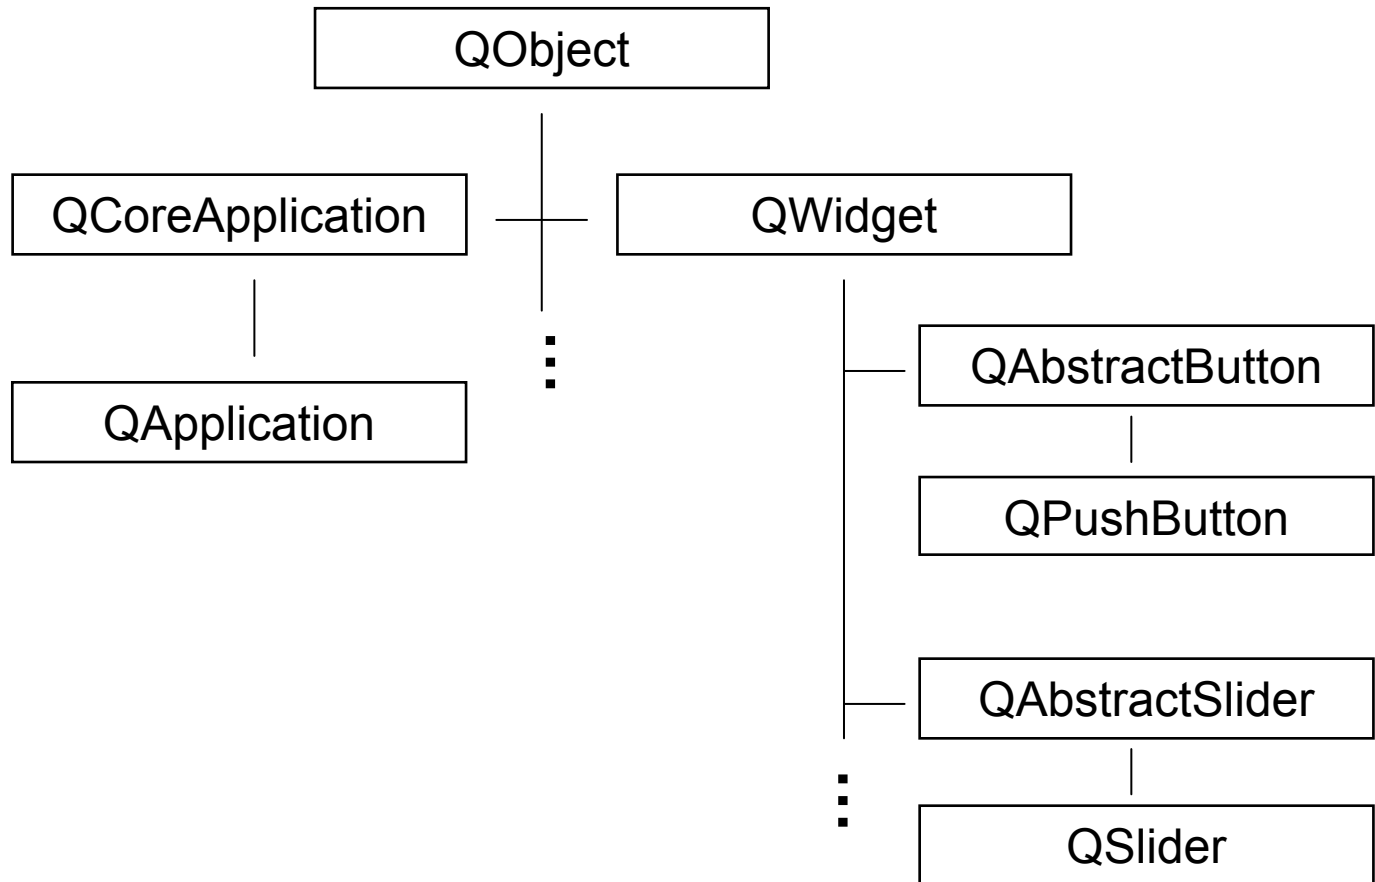 QObject
QCoreApplication
QWidget
QAbstractButton
QApplication
QPushButton
QAbstractSlider
QSlider